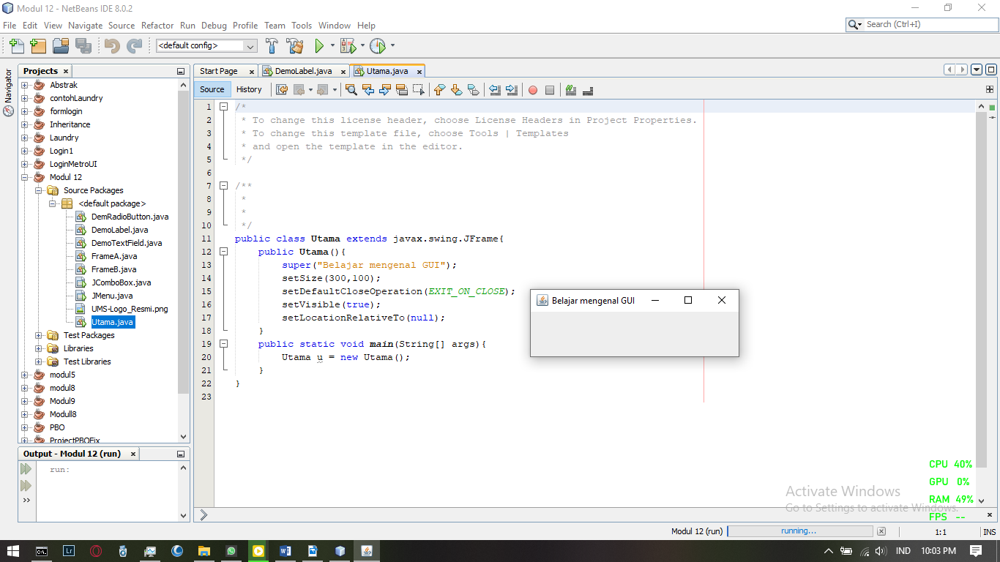 Modul 12 - NetBeans IDE 8.0.2
File Edit View Navigate Source Refactor Run Debug Profile Team Tools Window Help
Search (Ctrl+I)
<default config>
Navigator
Projects
Abstrak
contohLaundry
formlogin
Inheritance
Laundry
Login1
LoginMetroUI
Modul 12
Source Packages
<default package>
DemRadioButton.java
DemoLabel.java
DemoTextField.java
FrameA.java
FrameB.java
JComboBox.java
JMenu.java
UMS-Logo_Resmi.png
Utama.java
Test Packages
Libraries
Test Libraries
modul5
modul8
Modul9
Modull8
PBO
ProjectPBOFix
Start Page DemoLabel.java Utama.java
Source History
1 /*
2 * To change this license header, choose License Headers in Project Properties.
3 * To change this template file, choose Tools | Templates
4 * and open the template in the editor.
5 */
6
7 /**
8 *
9 *
10 */
11 public class Utama extends javax.swing.JFrame{
12 public Utama(){
13 super("Belajar mengenal GUI");
14 setSize(300,100);
15 setDefaultCloseOperation(EXIT_ON_CLOSE);
16 setVisible(true);
17 setLocationRelativeTo(null);
18 }
19 public static void main(String[] args){
20 Utama u = new Utama();
21 }
22 }
23
Belajar mengenal GUI
Output - Modul 12 (run)
run:
CPU 40%
GPU 0%
RAM 49%
FPS --
Activate Windows
Go to Settings to activate Windows.
Modul 12 (run) running... 1:1 INS
C:\. Lr W IND 10:03 PM